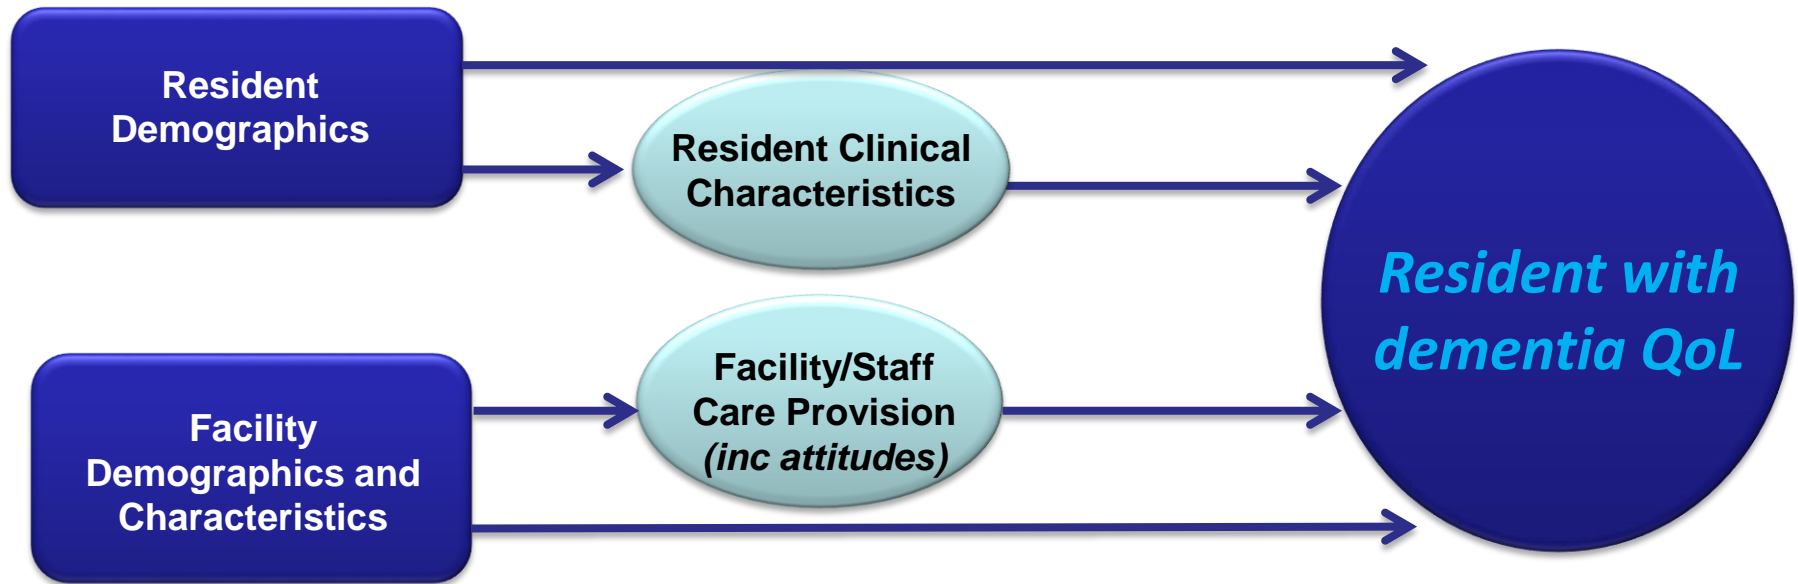 Resident
Demographics
Resident Clinical
Characteristics
Resident with
dementia QoL
Facility/Staff
Care Provision
(inc attitudes)
Facility
Demographics and
Characteristics